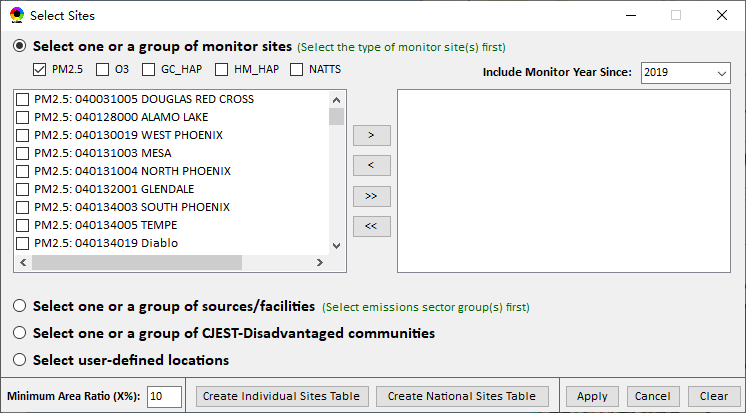 Select Sites
Select one or a group of monitor sites (Select the type of monitor site(s) first)
PM2.5 O3 GC_HAP HM_HAP NATTS
Include Monitor Year Since: 2019
PM2.5: 040031005 DOUGLAS RED CROSS
PM2.5: 040128000 ALAMO LAKE
PM2.5: 040130019 WEST PHOENIX
PM2.5: 040131003 MESA
PM2.5: 040131004 NORTH PHOENIX
PM2.5: 040132001 GLENDALE
PM2.5: 040134003 SOUTH PHOENIX
PM2.5: 040134005 TEMPE
PM2.5: 040134019 Diablo
>
<
>>
<<
Select one or a group of sources/facilities (Select emissions sector group(s) first)
Select one or a group of CJEST-Disadvantaged communities
Select user-defined locations
Minimum Area Ratio (X%): 10 Create Individual Sites Table Create National Sites Table Apply Cancel Clear